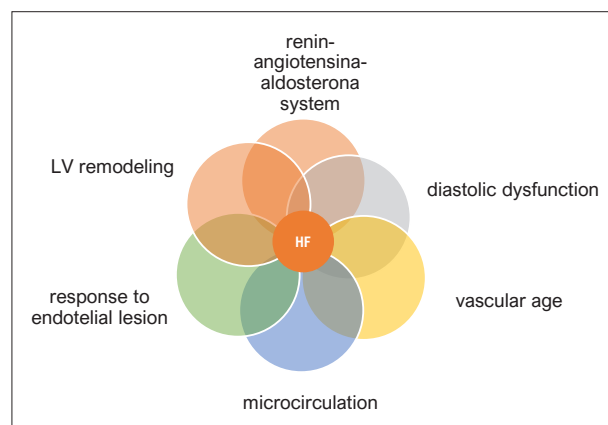 renin-
angiotensina-
aldosterona
system
LV remodeling
diastolic dysfunction
HF
response to
endotelial lesion
vascular age
microcirculation